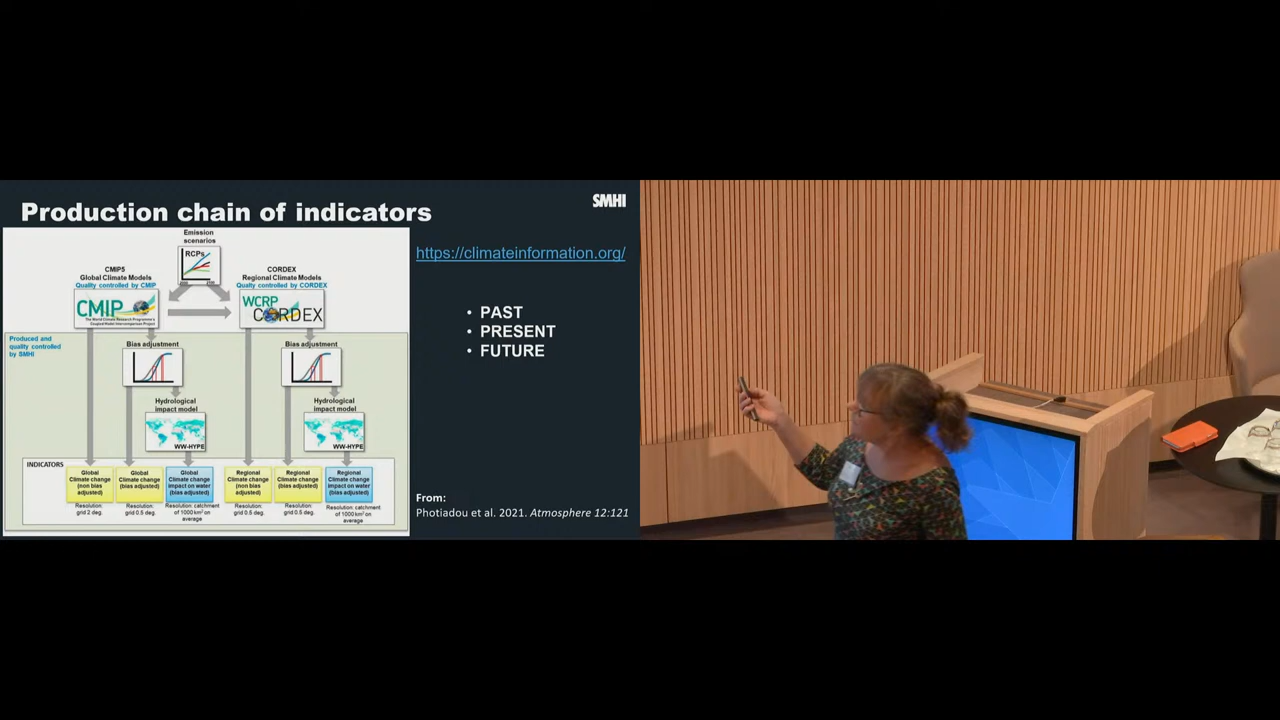 Production chain of indicators
SMHI
https://climateinformation.org/
Emission
scenarios
RCPs
CMIP5
Global Climate Models
Quality controlled by CMIP
CORDEX
Regional Climate Models
Quality controlled by CORDEX
CMIP
The World Climate Research Programme's
Coupled Model Intercomparison Project
WCRP
CORDEX
• PAST
• PRESENT
• FUTURE
Produced and
quality controlled
by SMHI
Bias adjustment
Bias adjustment
Hydrological
impact model
WW-HYPE
Hydrological
impact model
WW-HYPE
INDICATORS
Global
Climate change
(non bias
adjusted)
Resolution:
grid 2 deg.
Global
Climate change
(bias adjusted)
Resolution:
grid 0.5 deg.
Global
Climate change
impact on water
(bias adjusted)
Resolution: catchment
of 1000 km² on
average
Regional
Climate change
(non bias
adjusted)
Resolution:
grid 0.5 deg.
Regional
Climate change
(bias adjusted)
Resolution:
grid 0.5 deg.
Regional
Climate change
impact on water
(bias adjusted)
Resolution: catchment
of 1000 km² on
average
From:
Photiadou et al. 2021. Atmosphere 12:121